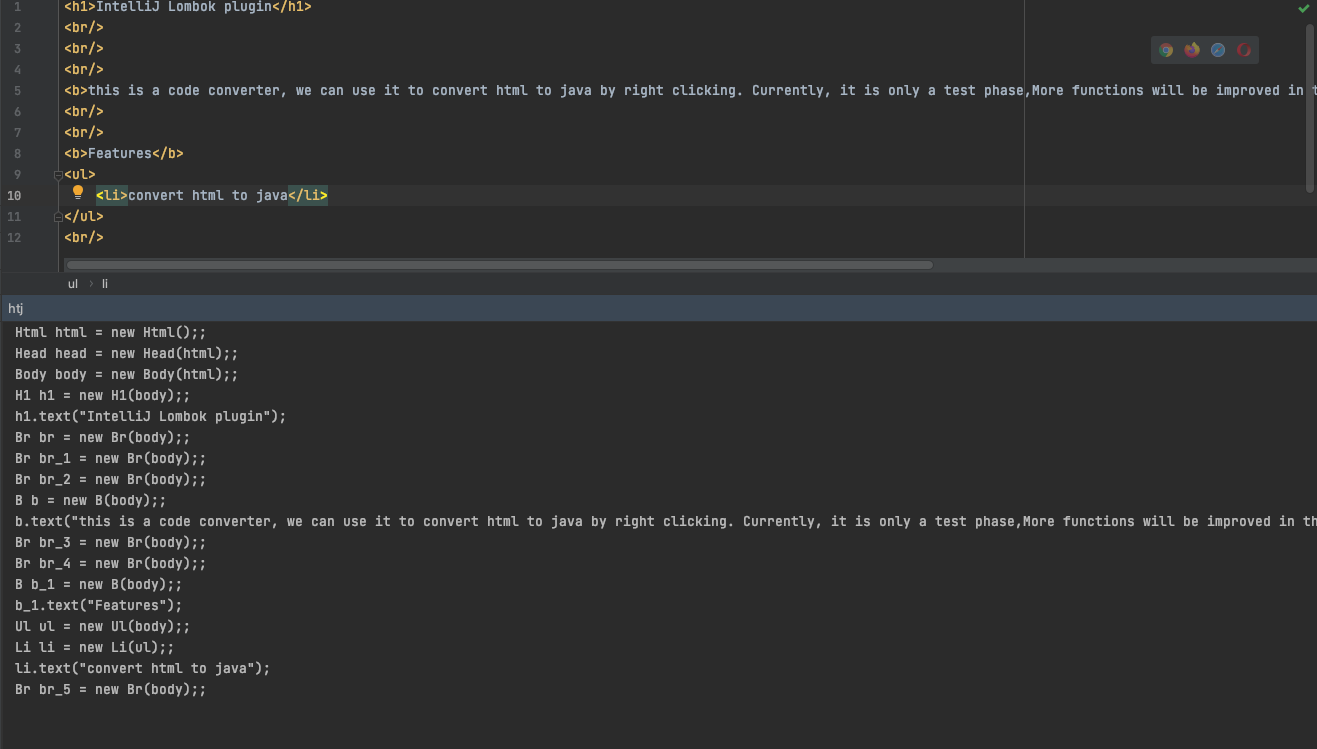 1 <h1>IntelliJ Lombok plugin</h1>
2 <br/>
3 <br/>
4 <br/>
5 <b>this is a code converter, we can use it to convert html to java by right clicking. Currently, it is only a test phase,More functions will be improved in
6 <br/>
7 <br/>
8 <b>Features</b>
9 <ul>
10 <li>convert html to java</li>
11 </ul>
12 <br/>
ul › li
htj
Html html = new Html();;
Head head = new Head(html);;
Body body = new Body(html);;
H1 h1 = new H1(body);;
h1.text("IntelliJ Lombok plugin");
Br br = new Br(body);;
Br br_1 = new Br(body);;
Br br_2 = new Br(body);;
B b = new B(body);;
b.text("this is a code converter, we can use it to convert html to java by right clicking. Currently, it is only a test phase,More functions will be improved in th
Br br_3 = new Br(body);;
Br br_4 = new Br(body);;
B b_1 = new B(body);;
b_1.text("Features");
Ul ul = new Ul(body);;
Li li = new Li(ul);;
li.text("convert html to java");
Br br_5 = new Br(body);;